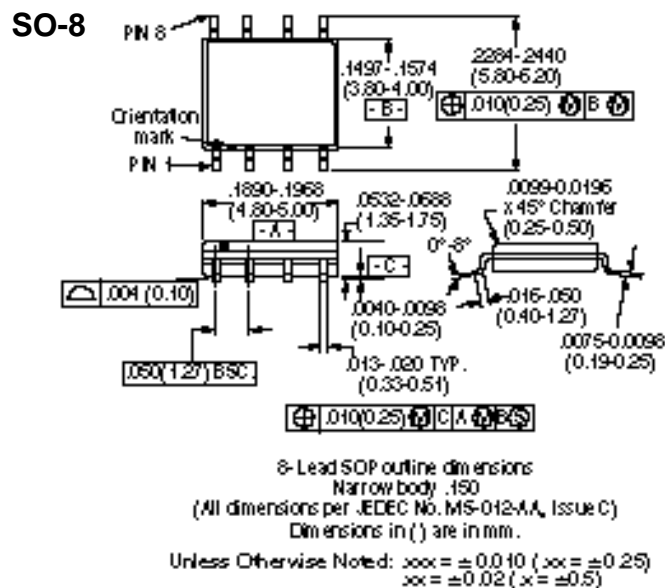 SO-8
PIN 8
.1497-.1574
(3.80-4.00)
- B -
.2284-.2440
(5.80-6.20)
.010(0.25) M B M
Orientation
mark
PIN 1
.1890-.1968
(4.80-5.00)
- A -
.0532-.0688
(1.35-1.75)
- C -
.0099-0.0196
x 45° Chamfer
(0.25-0.50)
0°-8°
.004 (0.10)
.0040-.0098
(0.10-0.25)
.016-.050
(0.40-1.27)
.0075-0.0098
(0.19-0.25)
.050(1.27) BSC.
.013-.020 TYP.
(0.33-0.51)
.010(0.25) M C A M B S
8- Lead SOP outline dimensions
Narrow body .150
(All dimensions per JEDEC No. MS-012-AA, Issue C)
Dimensions in () are in mm.
Unless Otherwise Noted: .xxx = ±0.010 ( .xx = ±0.25)
.xx = ±0.02 ( .x = ±0.5)